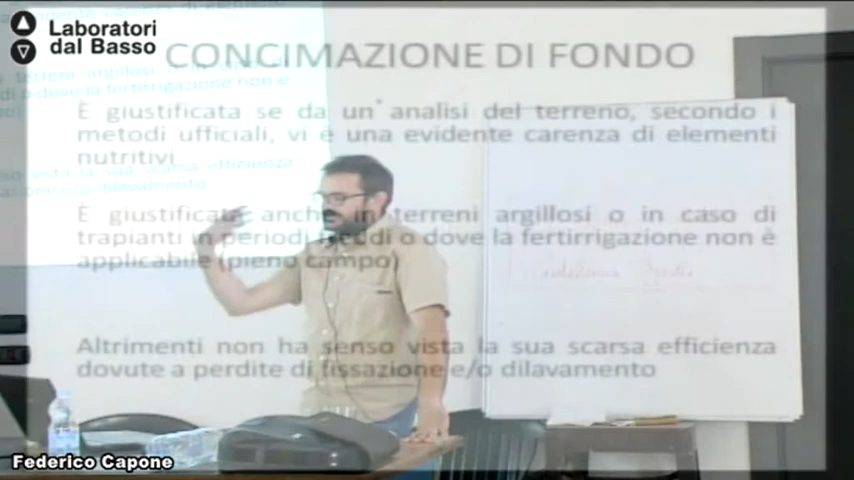 Laboratori
dal Basso
CONCIMAZIONE DI FONDO
È giustificata se da un'analisi del terreno, secondo i
metodi ufficiali, vi è una evidente carenza di elementi
nutritivi
È giustificata anche in terreni argillosi o in caso di
trapianti in periodi freddi o dove la fertirrigazione non è
applicabile (pieno campo)
Altrimenti non ha senso vista la sua scarsa efficienza
dovute a perdite di fissazione e/o dilavamento
Federico Capone